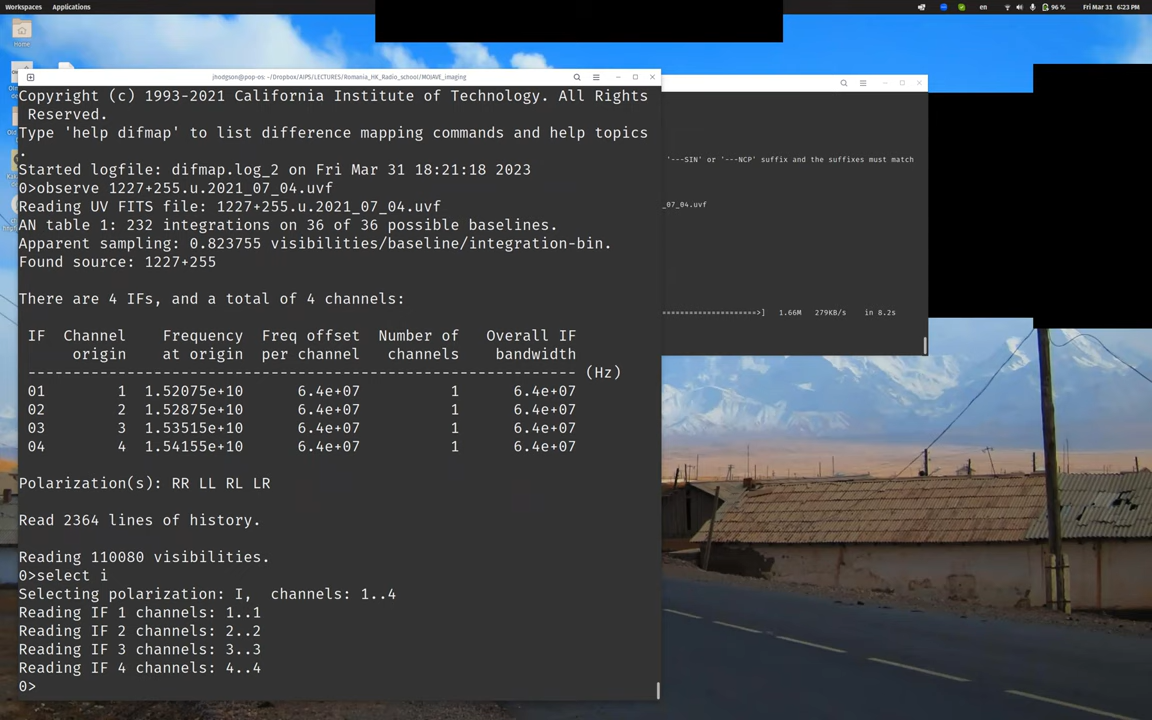 Workspaces Applications
en 96 % Fri Mar 31 6:23 PM
Home
jhodgson@pop-os: ~/Dropbox/AIPS/LECTURES/Romania_HK_Radio_school/MOJAVE_imaging
Copyright (c) 1993-2021 California Institute of Technology. All Rights
Reserved.
Type 'help difmap' to list difference mapping commands and help topics
.
Started logfile: difmap.log_2 on Fri Mar 31 18:21:18 2023
0>observe 1227+255.u.2021_07_04.uvf
Reading UV FITS file: 1227+255.u.2021_07_04.uvf
AN table 1: 232 integrations on 36 of 36 possible baselines.
Apparent sampling: 0.823755 visibilities/baseline/integration-bin.
Found source: 1227+255
There are 4 IFs, and a total of 4 channels:
IF Channel Frequency Freq offset Number of Overall IF
origin at origin per channel channels bandwidth
------------------------------------------------------------- (Hz)
01 1 1.52075e+10 6.4e+07 1 6.4e+07
02 2 1.52875e+10 6.4e+07 1 6.4e+07
03 3 1.53515e+10 6.4e+07 1 6.4e+07
04 4 1.54155e+10 6.4e+07 1 6.4e+07
Polarization(s): RR LL RL LR
Read 2364 lines of history.
Reading 110080 visibilities.
0>select i
Selecting polarization: I, channels: 1..4
Reading IF 1 channels: 1..1
Reading IF 2 channels: 2..2
Reading IF 3 channels: 3..3
Reading IF 4 channels: 4..4
0>
'---SIN' or '---NCP' suffix and the suffixes must match
_07_04.uvf
===================>] 1.66M 279KB/s in 8.2s